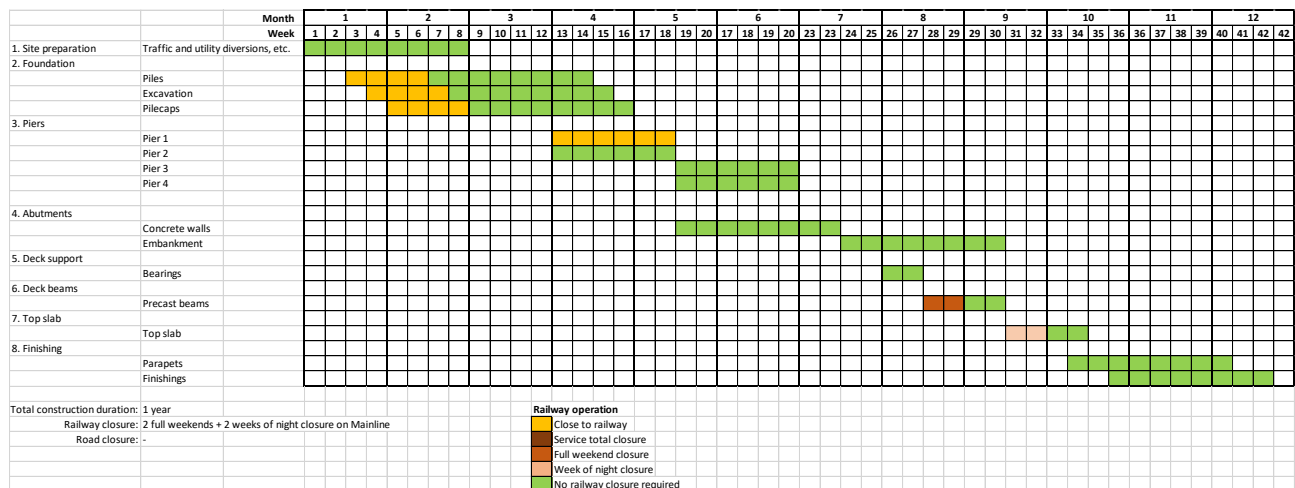 Month 1 2 3 4 5 6 7 8 9 10 11 12
Week 1 2 3 4 5 6 7 8 9 10 11 12 13 14 15 16 17 18 19 20 17 18 19 20 23 23 25 25 26 27 28 29 29 30 31 32 33 34 35 36 36 37 38 39 40 41 42 42
1. Site preparation Traffic and utility diversions, etc.
2. Foundation
Piles
Excavation
Pilecaps
3. Piers
Pier 1
Pier 2
Pier 3
Pier 4
4. Abutments
Concrete walls
Embankment
5. Deck support
Bearings
6. Deck beams
Precast beams
7. Top slab
Top slab
8. Finishing
Parapets
Finishings
Total construction duration: 1 year
Railway closure: 2 full weekends + 2 weeks of night closure on Mainline
Road closure: -
Railway operation
Close to railway
Service total closure
Full weekend closure
Week of night closure
No railway closure required